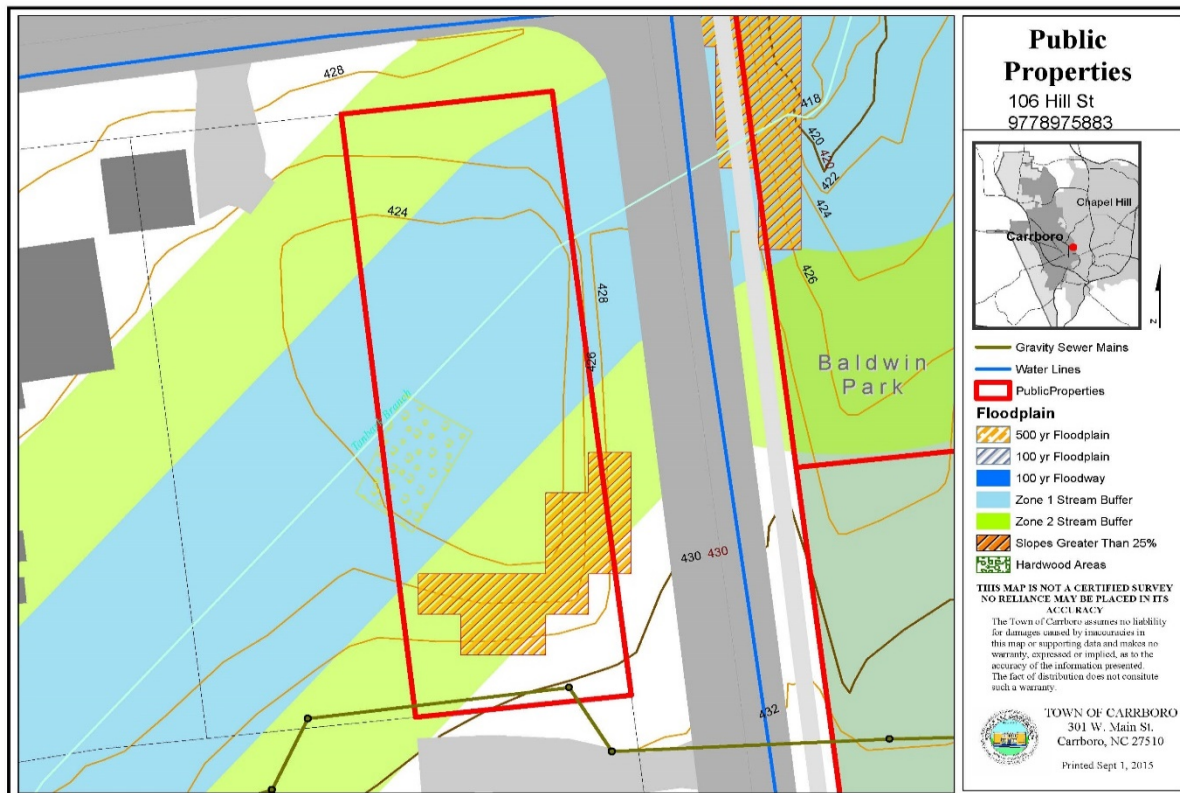 428
418
420
420
422
424
424
428
426
426
Baldwin
Park
430 430
432
Public
Properties
106 Hill St
9778975883
Chapel Hill
Carrboro
N
Gravity Sewer Mains
Water Lines
PublicProperties
Floodplain
500 yr Floodplain
100 yr Floodplain
100 yr Floodway
Zone 1 Stream Buffer
Zone 2 Stream Buffer
Slopes Greater Than 25%
Hardwood Areas
THIS MAP IS NOT A CERTIFIED SURVEY
NO RELIANCE MAY BE PLACED IN ITS
ACCURACY
The Town of Carrboro assumes no liability
for damages caused by inaccuracies in
this map or supporting data and makes no
warranty, expressed or implied, as to the
accuracy of the information presented.
The fact of distribution does not consitute
such a warranty.
TOWN OF CARRBORO
301 W. Main St.
Carrboro, NC 27510
Printed Sept 1, 2015